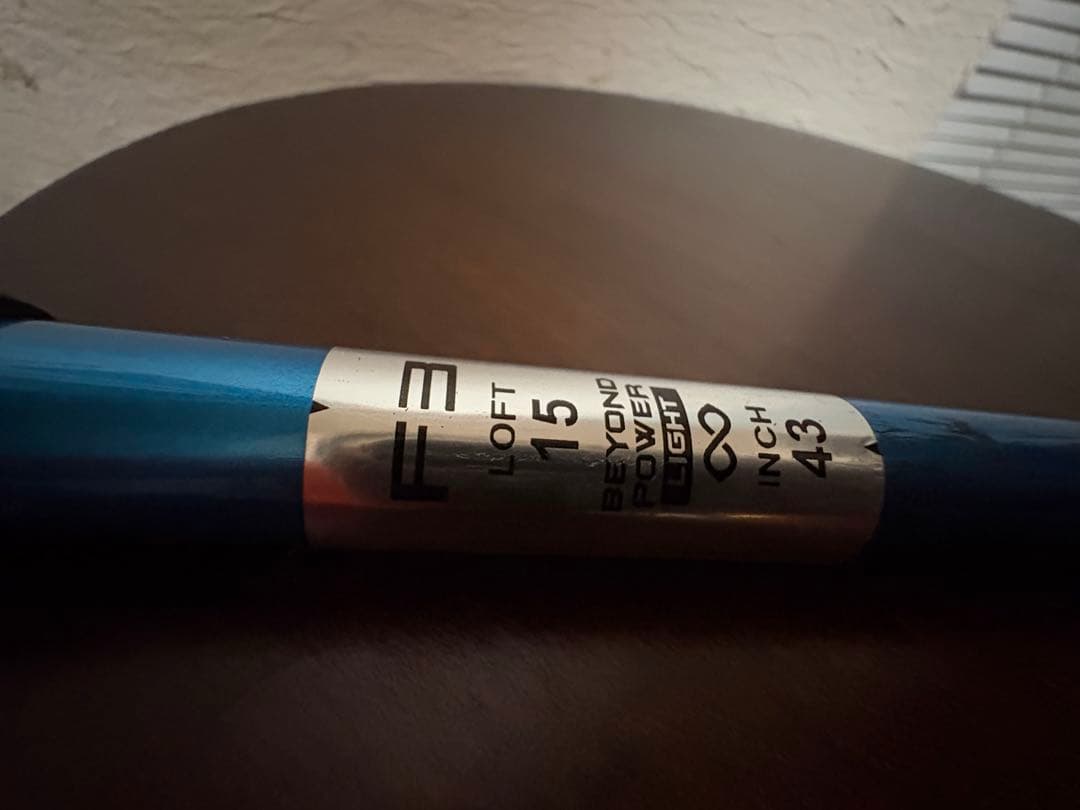 F3
LOFT
15
BEYOND
POWER
LIGHT
∞
INCH
43